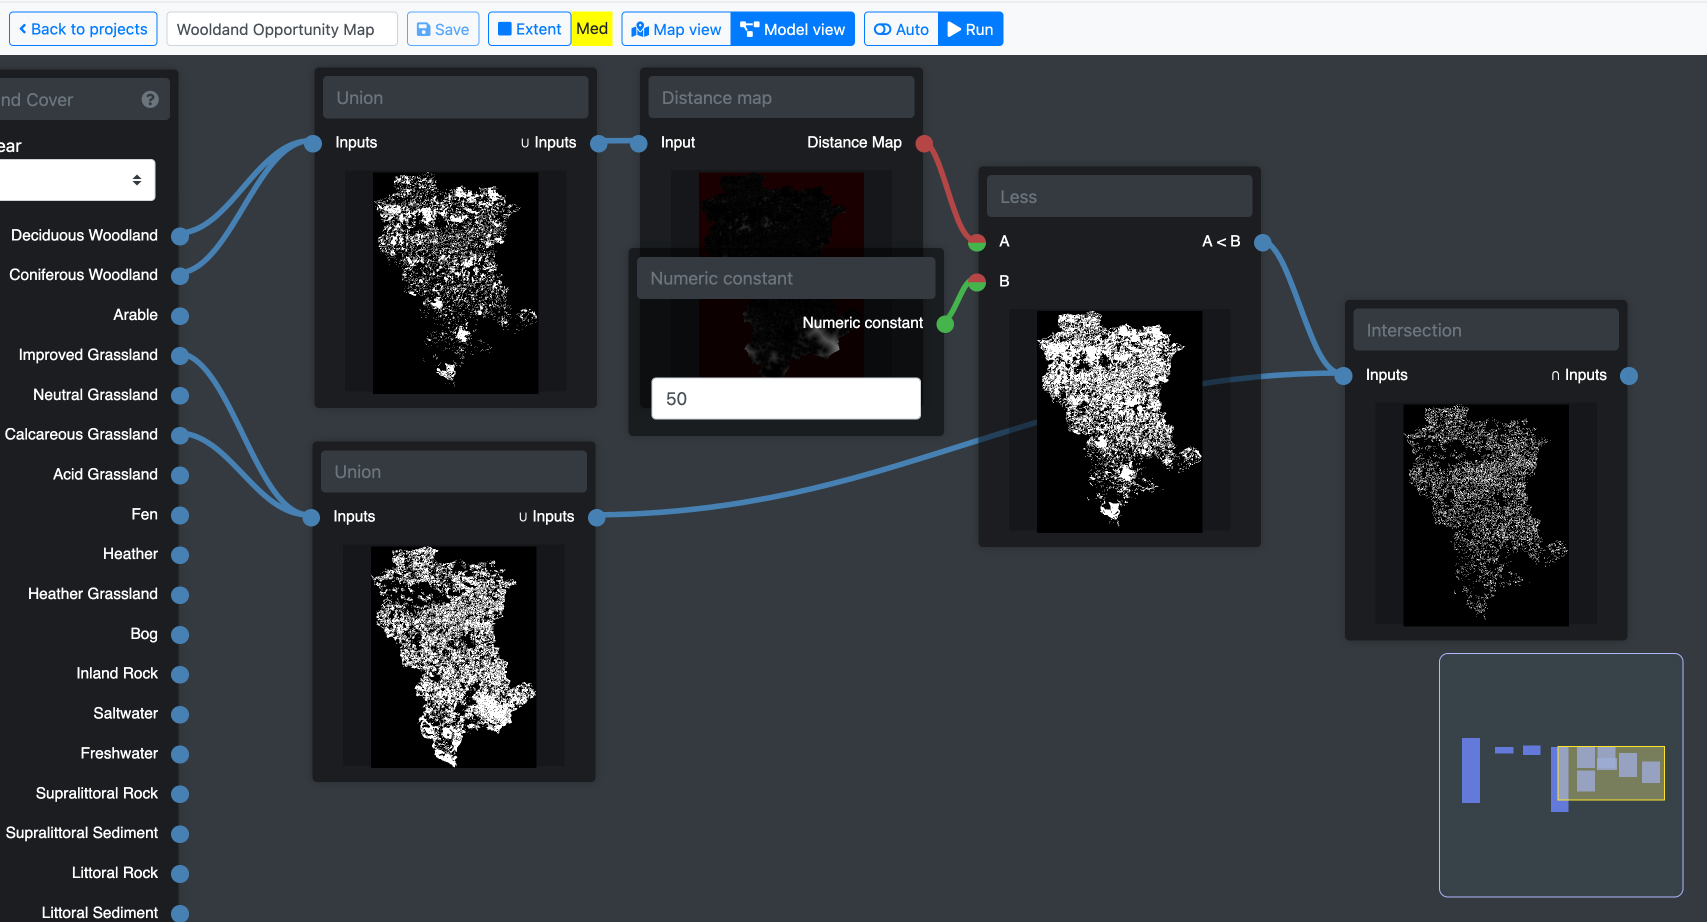 Back to projects
Wooldand Opportunity Map
Save
Extent
Med
Map view
Model view
Auto
Run
nd Cover
?
ear
Deciduous Woodland
Coniferous Woodland
Arable
Improved Grassland
Neutral Grassland
Calcareous Grassland
Acid Grassland
Fen
Heather
Heather Grassland
Bog
Inland Rock
Saltwater
Freshwater
Supralittoral Rock
Supralittoral Sediment
Littoral Rock
Littoral Sediment
Union
Inputs
∪ Inputs
Union
Inputs
∪ Inputs
Distance map
Input
Distance Map
Numeric constant
Numeric constant
50
Less
A
A < B
B
Intersection
Inputs
∩ Inputs